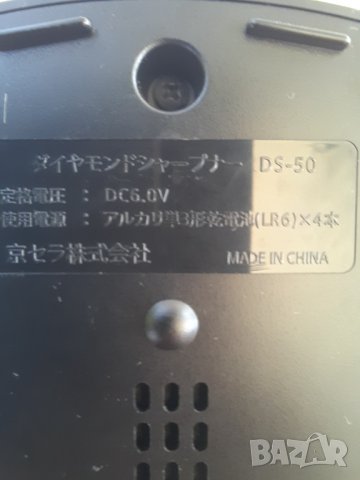 ダイヤモンドシャープナー DS-50
定格電圧 : DC6.0V
使用電源 : アルカリ単3形乾電池(LR6)×4本
京セラ株式会社 MADE IN CHINA
BAZAR